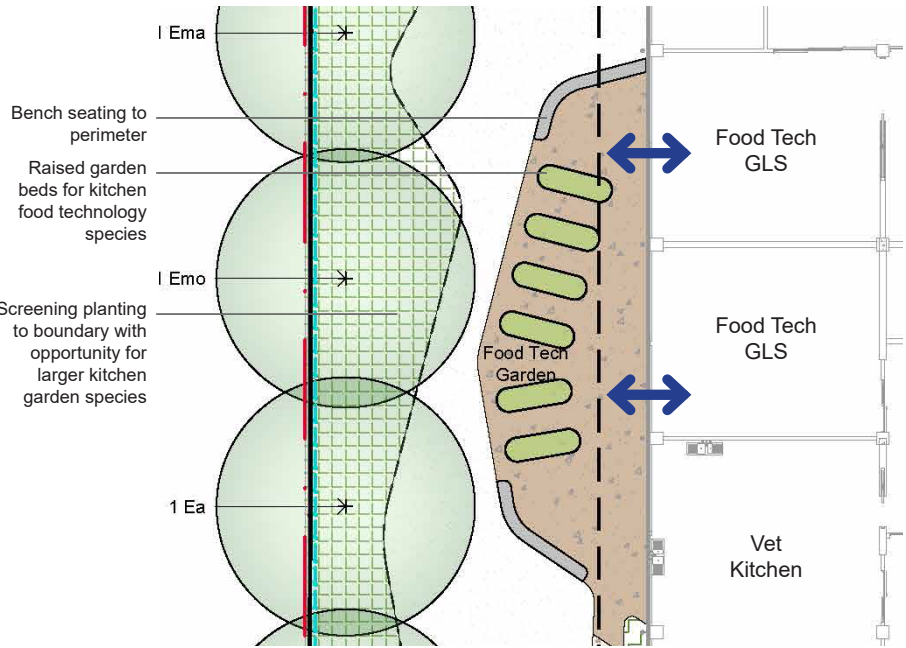 1 Ema
Bench seating to
perimeter
Raised garden
beds for kitchen
food technology
species
1 Emo
Screening planting
to boundary with
opportunity for
larger kitchen
garden species
1 Ea
Food Tech
Garden
Food Tech
GLS
Food Tech
GLS
Vet
Kitchen